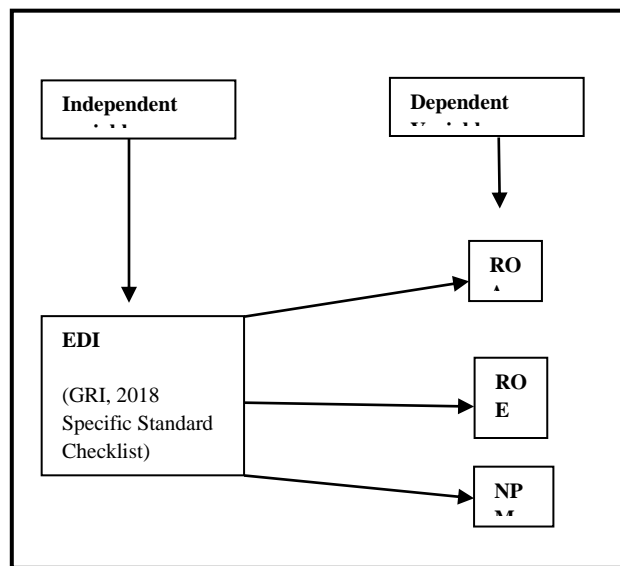 Independent
Dependent
RO
EDI
(GRI, 2018
Specific Standard
Checklist)
RO
E
NP